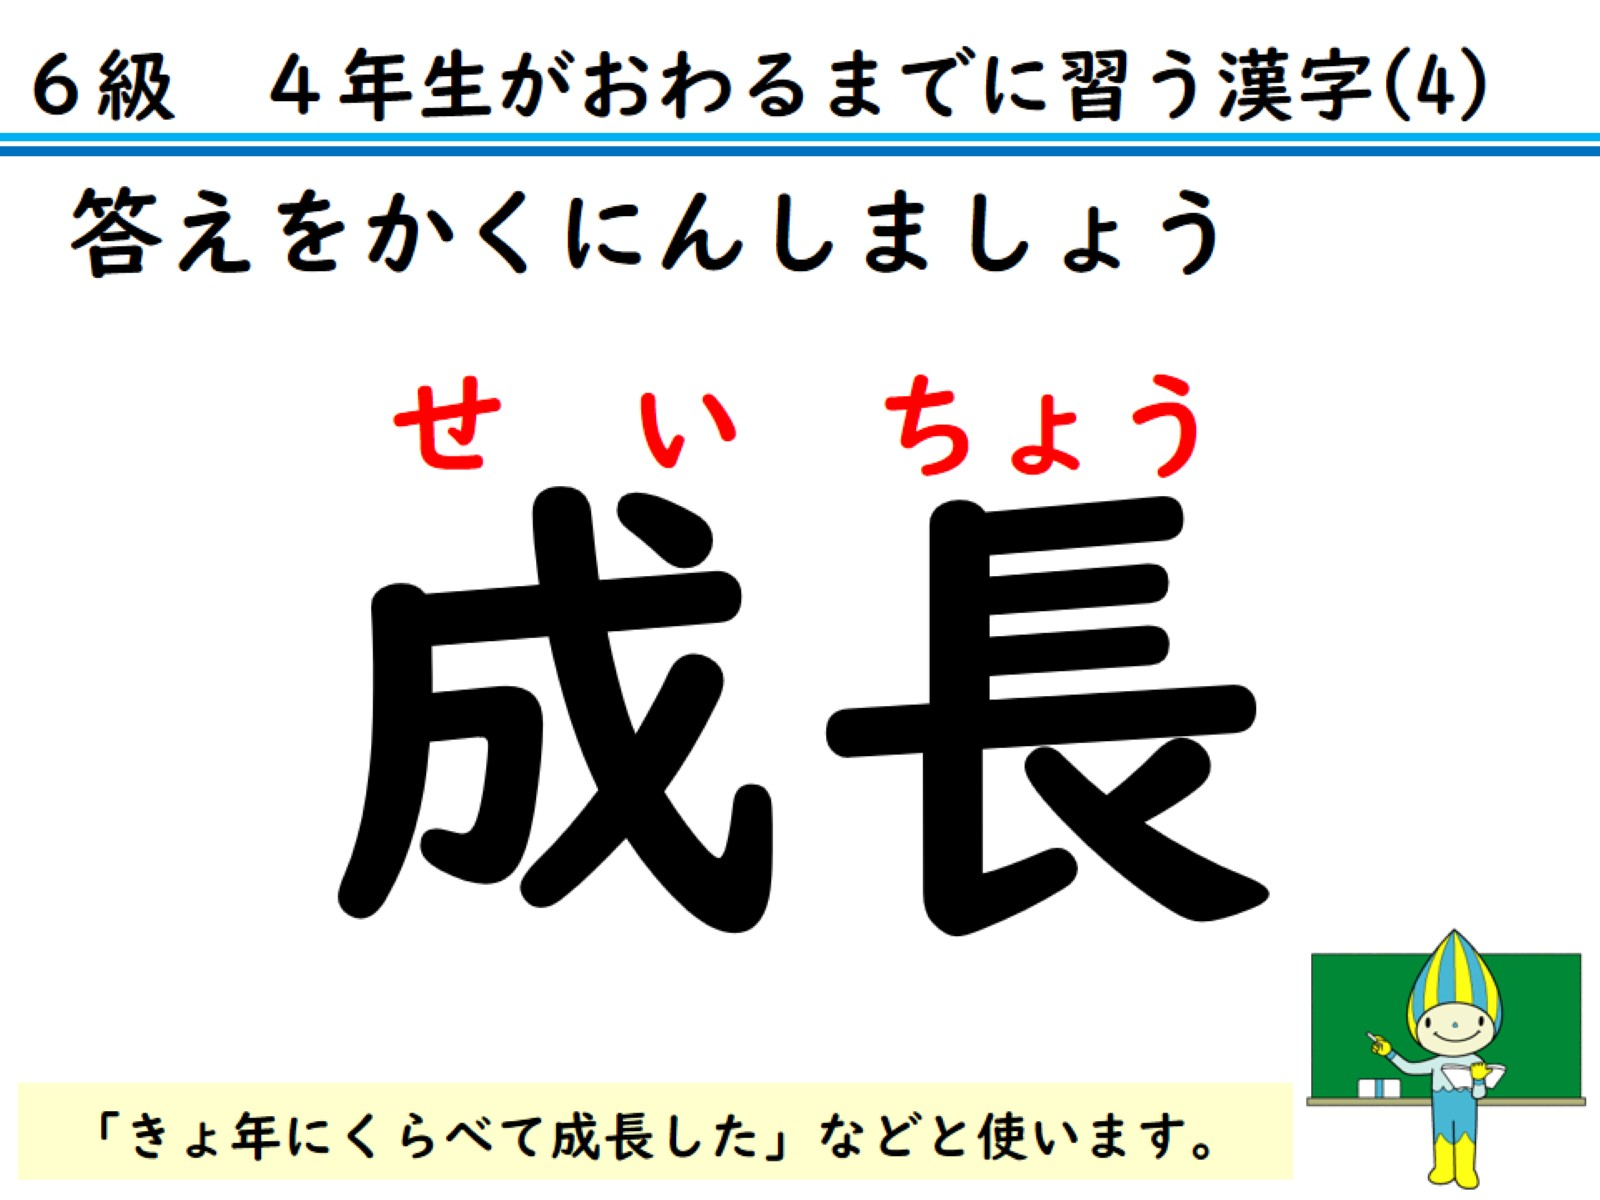 ６級　４年生がおわるまでに習う漢字(4)
答えをかくにんしましょう
せい　ちょう
成長
「きょ年にくらべて成長した」などと使います。